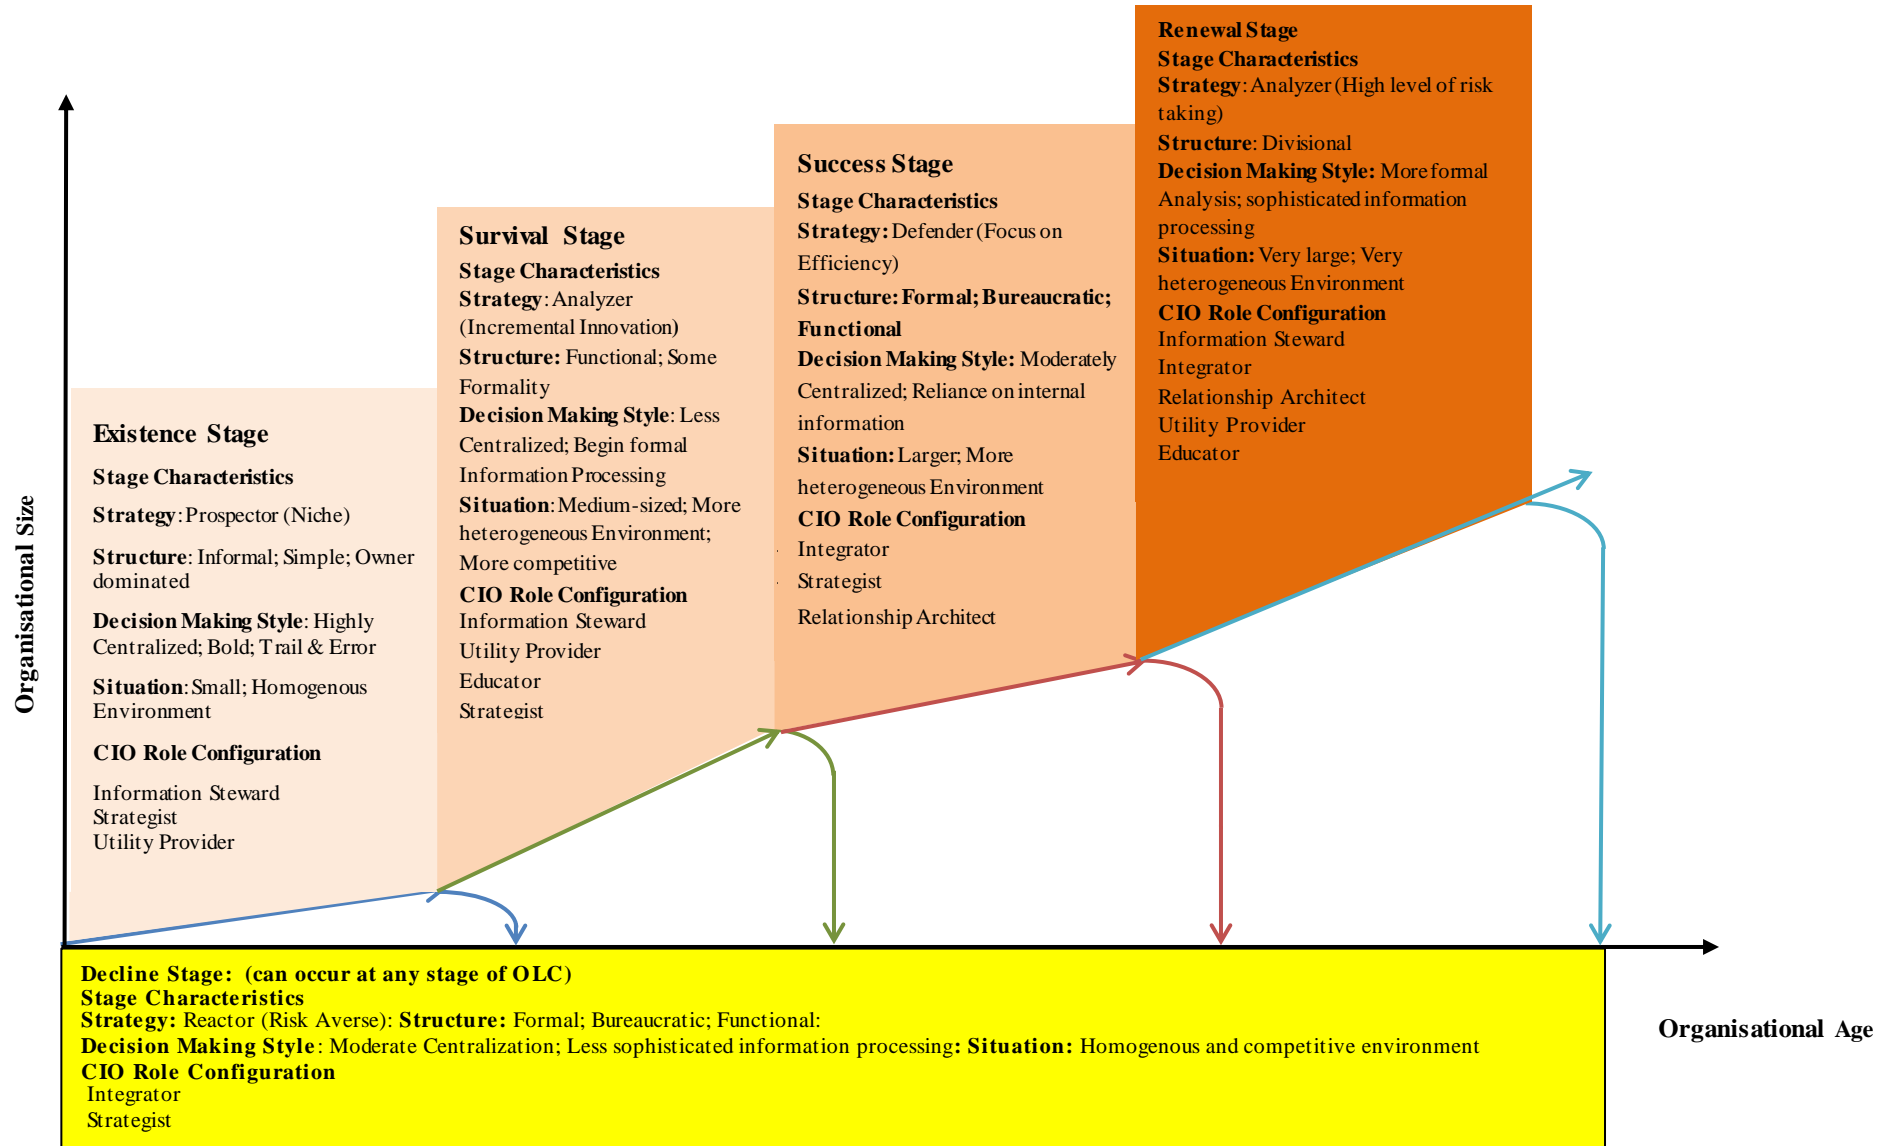 Organisational Size
Existence Stage
Stage Characteristics
Strategy: Prospector (Niche)
Structure: Informal; Simple; Owner
dominated
Decision Making Style: Highly
Centralized; Bold; Trail & Error
Situation: Small; Homogenous
Environment
CIO Role Configuration
Information Steward
Strategist
Utility Provider
Survival Stage
Stage Characteristics
Strategy: Analyzer
(Incremental Innovation)
Structure: Functional; Some
Formality
Decision Making Style: Less
Centralized; Begin formal
Information Processing
Situation: Medium-sized; More
heterogeneous Environment;
More competitive
CIO Role Configuration
Information Steward
Utility Provider
Educator
Strategist
Success Stage
Stage Characteristics
Strategy: Defender (Focus on
Efficiency)
Structure: Formal; Bureaucratic;
Functional
Decision Making Style: Moderately
Centralized; Reliance on internal
information
Situation: Larger; More
heterogeneous Environment
CIO Role Configuration
Integrator
Strategist
Relationship Architect
Renewal Stage
Stage Characteristics
Strategy: Analyzer (High level of risk
taking)
Structure: Divisional
Decision Making Style: More formal
Analysis; sophisticated information
processing
Situation: Very large; Very
heterogeneous Environment
CIO Role Configuration
Information Steward
Integrator
Relationship Architect
Utility Provider
Educator
Decline Stage: (can occur at any stage of OLC)
Stage Characteristics
Strategy: Reactor (Risk Averse): Structure: Formal; Bureaucratic; Functional:
Decision Making Style: Moderate Centralization; Less sophisticated information processing: Situation: Homogenous and competitive environment
CIO Role Configuration
Integrator
Strategist
Organisational Age